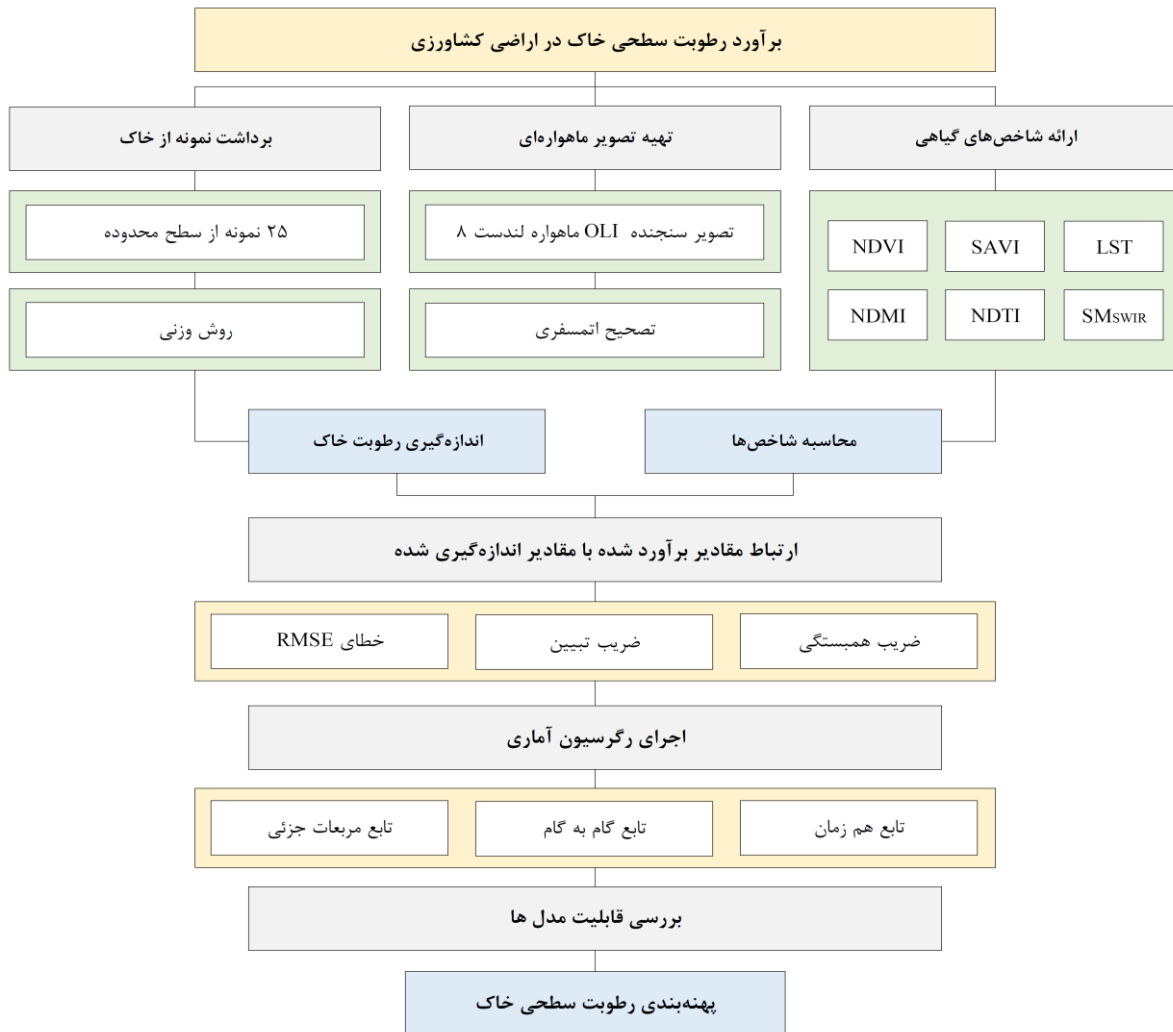 برآورد رطوبت سطحی خاک در اراضی کشاورزی
ارائه شاخص‌های گیاهی
تهیه تصویر ماهواره‌ای
برداشت نمونه از خاک
NDVI
SAVI
LST
NDMI
NDTI
SMSWIR
تصویر سنجنده OLI ماهواره لندست ۸
تصحیح اتمسفری
۲۵ نمونه از سطح محدوده
روش وزنی
محاسبه شاخص‌ها
اندازه‌گیری رطوبت خاک
ارتباط مقادیر برآورد شده با مقادیر اندازه‌گیری شده
ضریب همبستگی
ضریب تبیین
خطای RMSE
اجرای رگرسیون آماری
تابع هم زمان
تابع گام به گام
تابع مربعات جزئی
بررسی قابلیت مدل ها
پهنه‌بندی رطوبت سطحی خاک